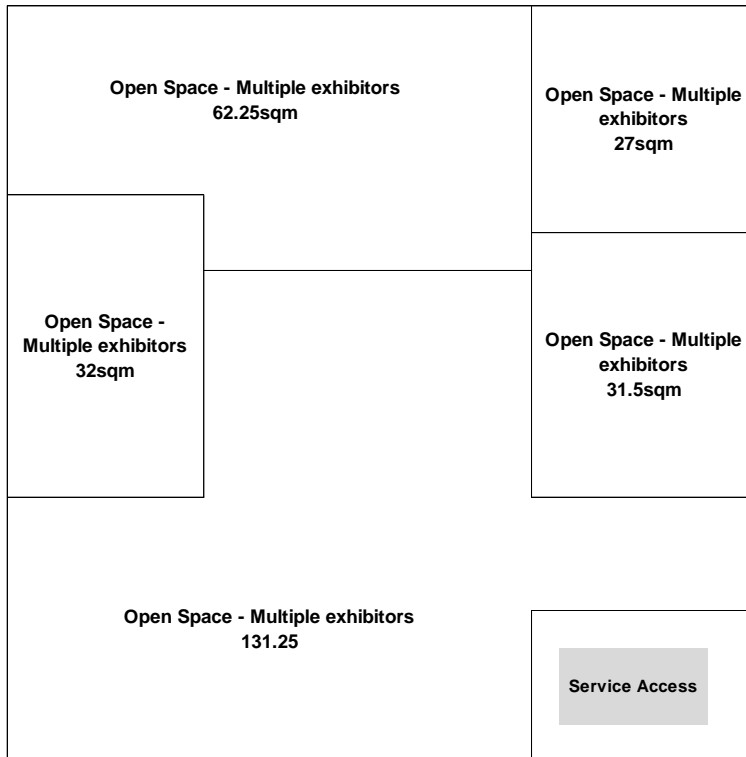 Open Space - Multiple exhibitors
62.25sqm
Open Space - Multiple
exhibitors
27sqm
Open Space -
Multiple exhibitors
32sqm
Open Space - Multiple
exhibitors
31.5sqm
Open Space - Multiple exhibitors
131.25
Service Access